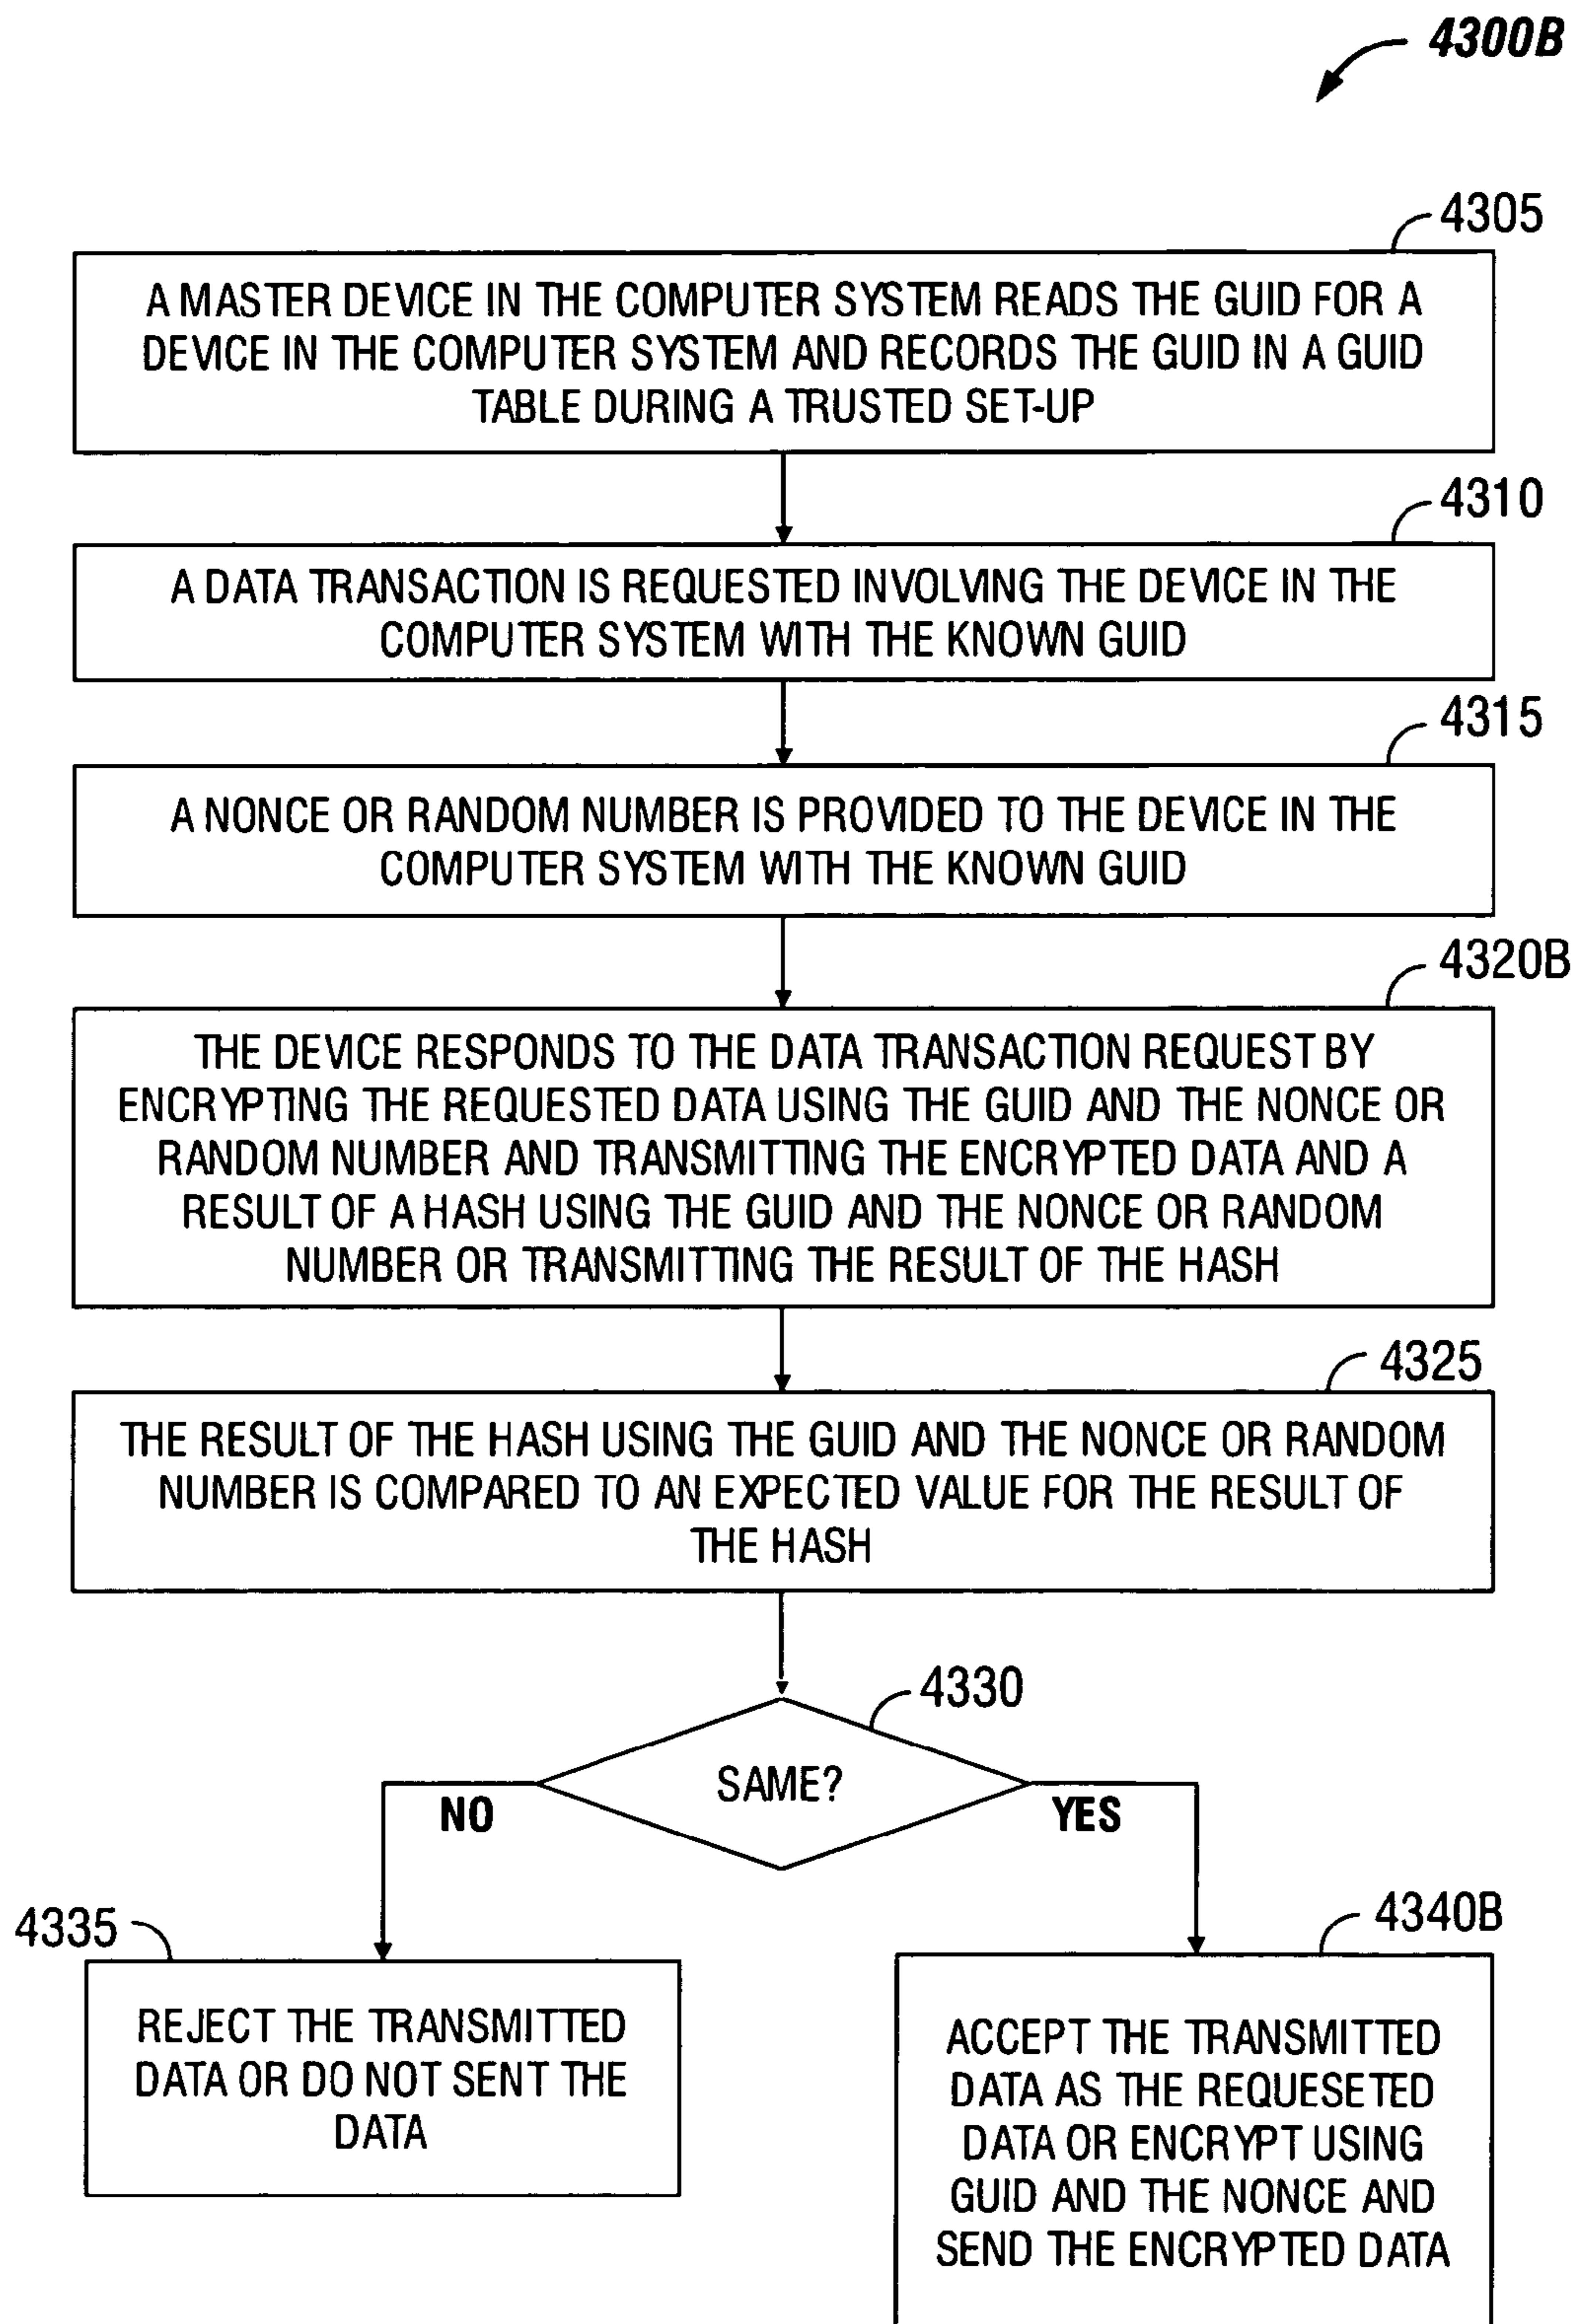 4300B
4305
A MASTER DEVICE IN THE COMPUTER SYSTEM READS THE GUID FOR A
DEVICE IN THE COMPUTER SYSTEM AND RECORDS THE GUID IN A GUID
TABLE DURING A TRUSTED SET-UP
4310
A DATA TRANSACTION IS REQUESTED INVOLVING THE DEVICE IN THE
COMPUTER SYSTEM WITH THE KNOWN GUID
4315
A NONCE OR RANDOM NUMBER IS PROVIDED TO THE DEVICE IN THE
COMPUTER SYSTEM WITH THE KNOWN GUID
4320B
THE DEVICE RESPONDS TO THE DATA TRANSACTION REQUEST BY
ENCRYPTING THE REQUESTED DATA USING THE GUID AND THE NONCE OR
RANDOM NUMBER AND TRANSMITTING THE ENCRYPTED DATA AND A
RESULT OF A HASH USING THE GUID AND THE NONCE OR RANDOM
NUMBER OR TRANSMITTING THE RESULT OF THE HASH
4325
THE RESULT OF THE HASH USING THE GUID AND THE NONCE OR RANDOM
NUMBER IS COMPARED TO AN EXPECTED VALUE FOR THE RESULT OF
THE HASH
4330
SAME?
NO
YES
4335
REJECT THE TRANSMITTED
DATA OR DO NOT SENT THE
DATA
4340B
ACCEPT THE TRANSMITTED
DATA AS THE REQUESETED
DATA OR ENCRYPT USING
GUID AND THE NONCE AND
SEND THE ENCRYPTED DATA